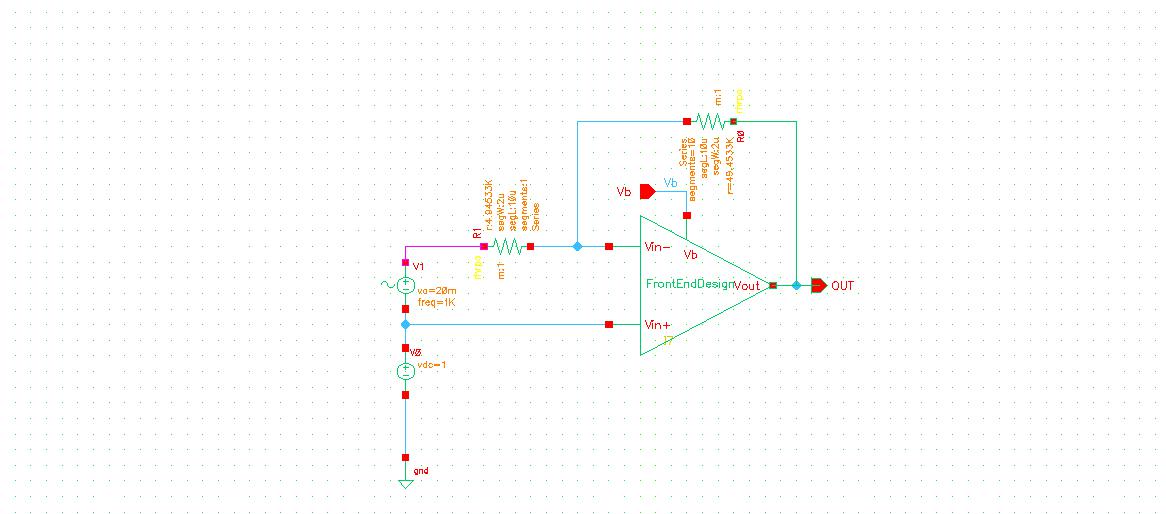 m:1
rhrpo
R0
Series
segments=10
segL:10u
segW:2u
r=49.4533K
Vb
Vb
r:4.94533K
segW:2u
segL:10u
segments:1
Series
R1
rhrpo
m:1
Vin-
Vb
V1
va=20m
freq=1K
FrontEndDesign
Vout
OUT
Vin+
I7
V0
vdc=1
gnd